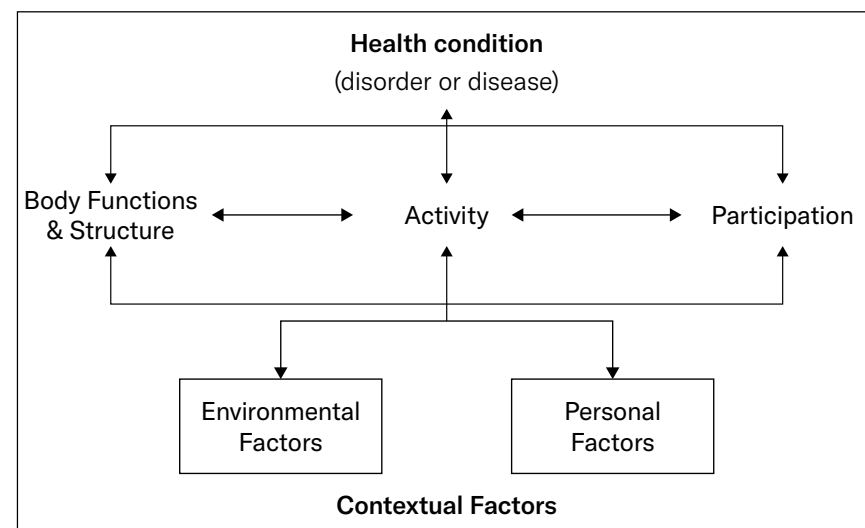 Health condition
(disorder or disease)
Body Functions
& Structure
Activity
Participation
Environmental
Factors
Personal
Factors
Contextual Factors